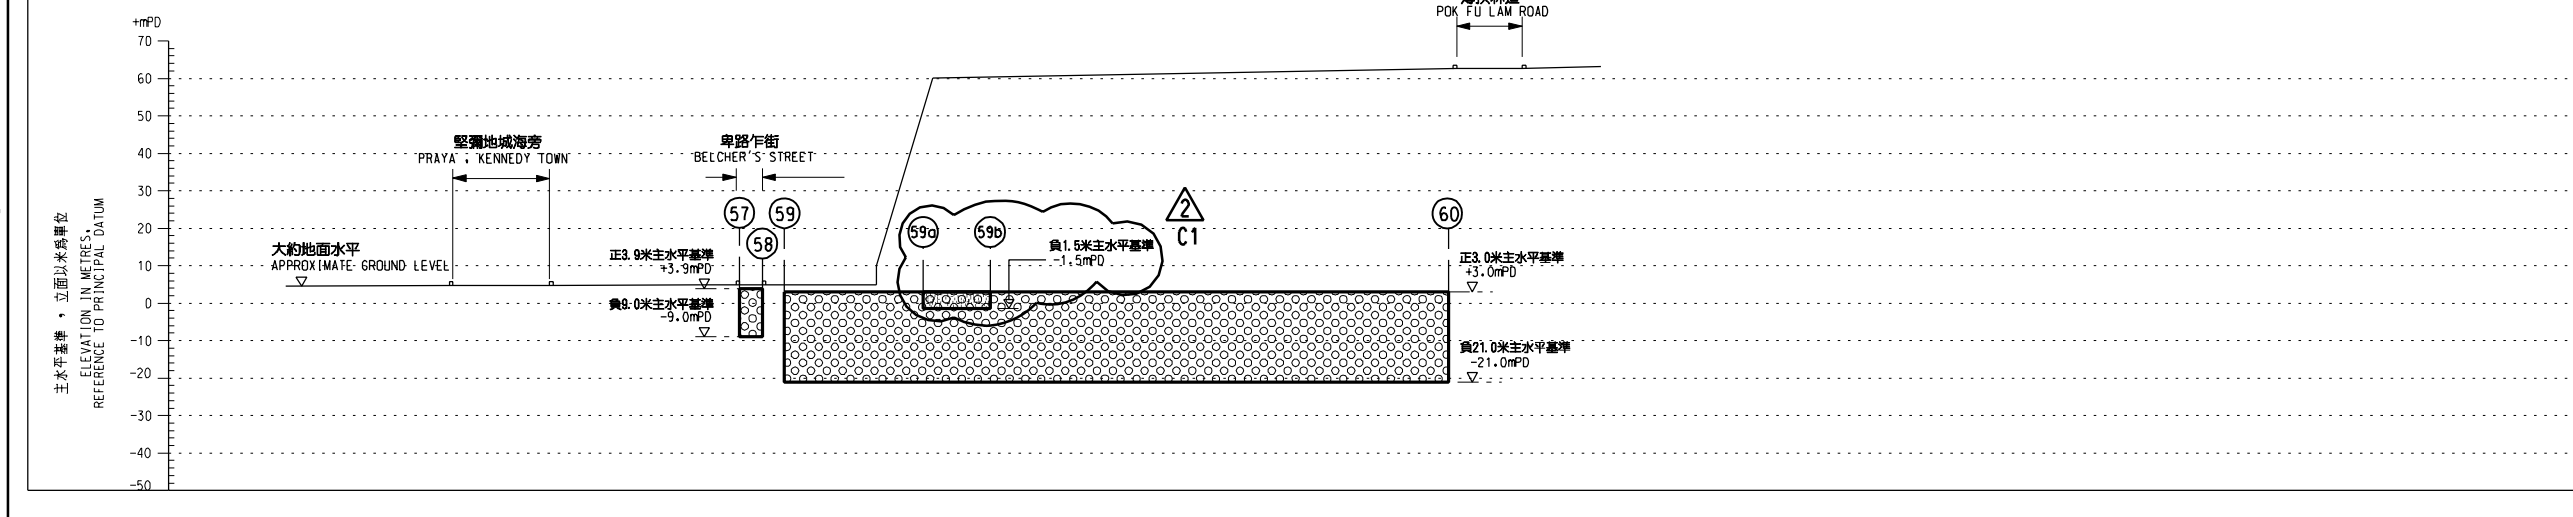 POK FU LAM ROAD
+mPD
70
60
50
40
30
20
10
0
-10
-20
-30
-40
-50
主水平基準，立面以米為單位
ELEVATION IN METRES,
REFERENCE TO PRINCIPAL DATUM
堅彌地城海旁
PRAYA , KENNEDY TOWN
卑路乍街
BELCHER'S STREET
大約地面水平
APPROXIMATE GROUND LEVEL
57
58
59
59a
59b
60
2
C1
正3.9米主水平基準
+3.9mPD
負9.0米主水平基準
-9.0mPD
負1.5米主水平基準
-1.5mPD
正3.0米主水平基準
+3.0mPD
負21.0米主水平基準
-21.0mPD